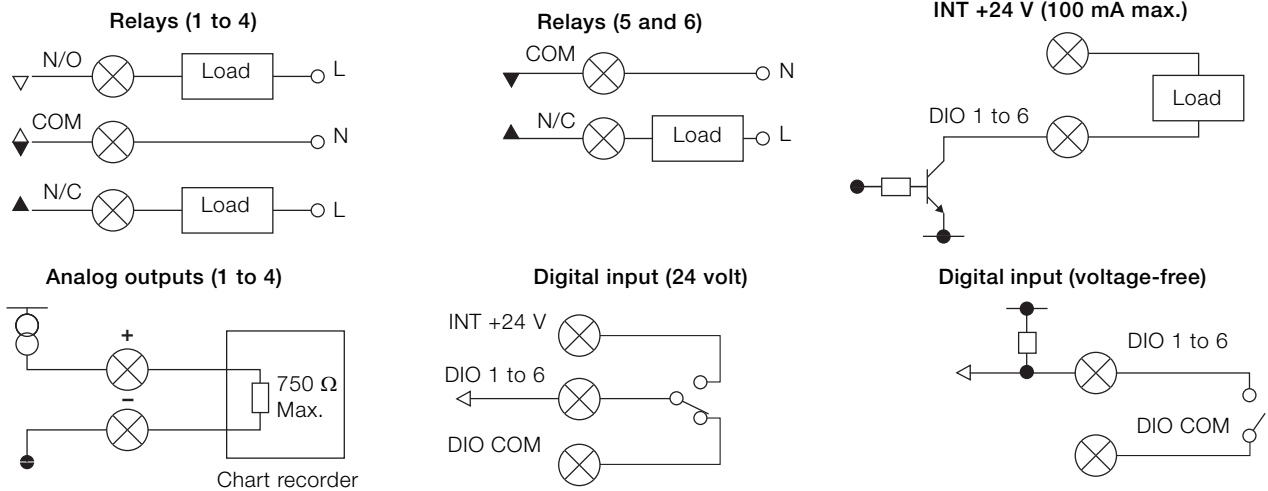 Relays (1 to 4)
N/O
Load
L
COM
N
N/C
Load
L
Relays (5 and 6)
COM
N
N/C
Load
L
INT +24 V (100 mA max.)
Load
DIO 1 to 6
Analog outputs (1 to 4)
+
–
750 Ω
Max.
Chart recorder
Digital input (24 volt)
INT +24 V
DIO 1 to 6
DIO COM
Digital input (voltage-free)
DIO 1 to 6
DIO COM